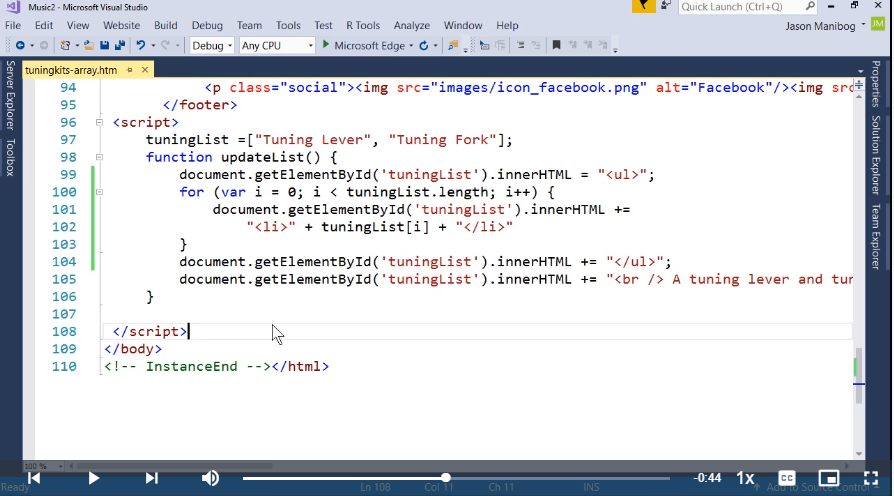 Music2 - Microsoft Visual Studio
Quick Launch (Ctrl+Q)
File Edit View Website Build Debug Team Tools Test R Tools Analyze Window Help
Jason Manibog JM
Debug Any CPU Microsoft Edge
tuningkits-array.htm
Server Explorer
Toolbox
Properties
Solution Explorer
Team Explorer
94 <p class="social"><img src="images/icon_facebook.png" alt="Facebook"/><img src
95 </footer>
96 <script>
97 tuningList =["Tuning Lever", "Tuning Fork"];
98 function updateList() {
99 document.getElementById('tuningList').innerHTML = "<ul>";
100 for (var i = 0; i < tuningList.length; i++) {
101 document.getElementById('tuningList').innerHTML +=
102 "<li>" + tuningList[i] + "</li>"
103 }
104 document.getElementById('tuningList').innerHTML += "</ul>";
105 document.getElementById('tuningList').innerHTML += "<br /> A tuning lever and tun
106 }
107
108 </script>
109 </body>
110 <!-- InstanceEnd --></html>
100 %
-0:44 1x CC
Ready Ln 108 Col 11 Ch 11 INS Add to Source Control